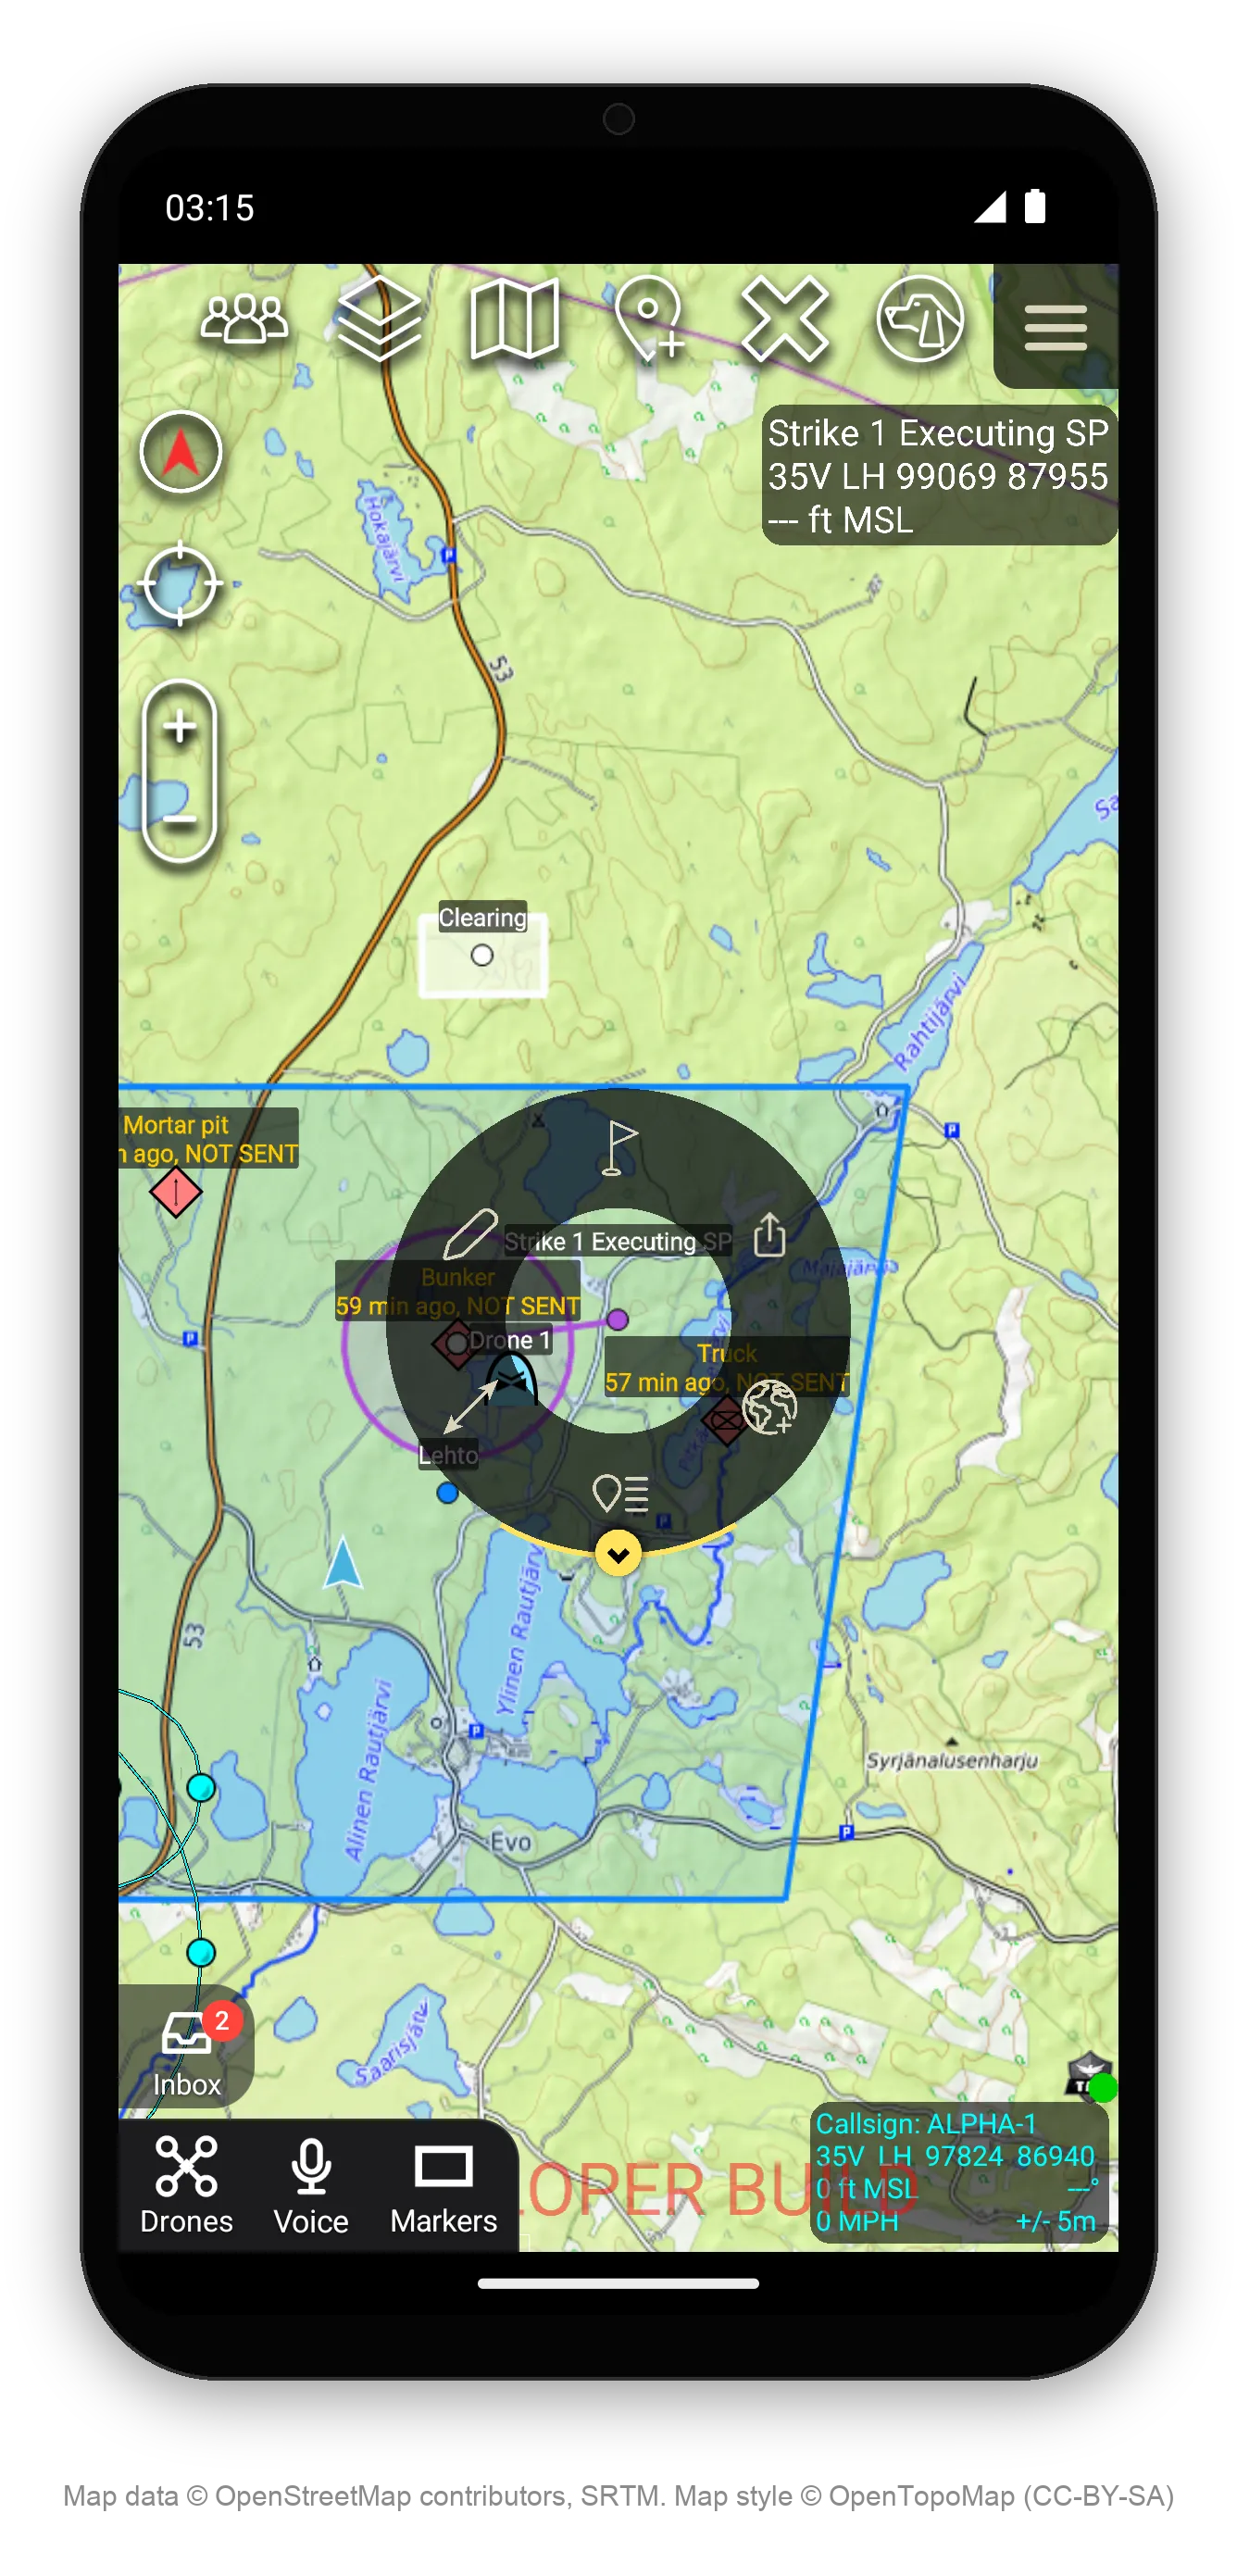 03:15
Strike 1 Executing SP
35V LH 99069 87955
--- ft MSL
Hokajärvi
53
Clearing
Rahtijärvi
Mortar pit
ago, NOT SENT
Strike 1 Executing SP
Bunker
59 min ago, NOT SENT
Drone 1
Truck
57 min ago, NOT SENT
Lehto
53
Ylinen Rautjärvi
Alinen Rautjärvi
Syrjänalusenharju
Evo
2
Inbox
Callsign: ALPHA-1
35V LH 97824 86940
0 ft MSL ---°
0 MPH +/- 5m
OPER BUILD
Drones
Voice
Markers
Map data © OpenStreetMap contributors, SRTM. Map style © OpenTopoMap (CC-BY-SA)